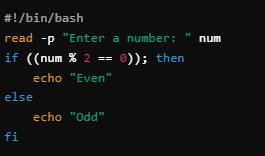 #!/bin/bash
read -p "Enter a number: " num
if ((num % 2 == 0)); then
    echo "Even"
else
    echo "Odd"
fi